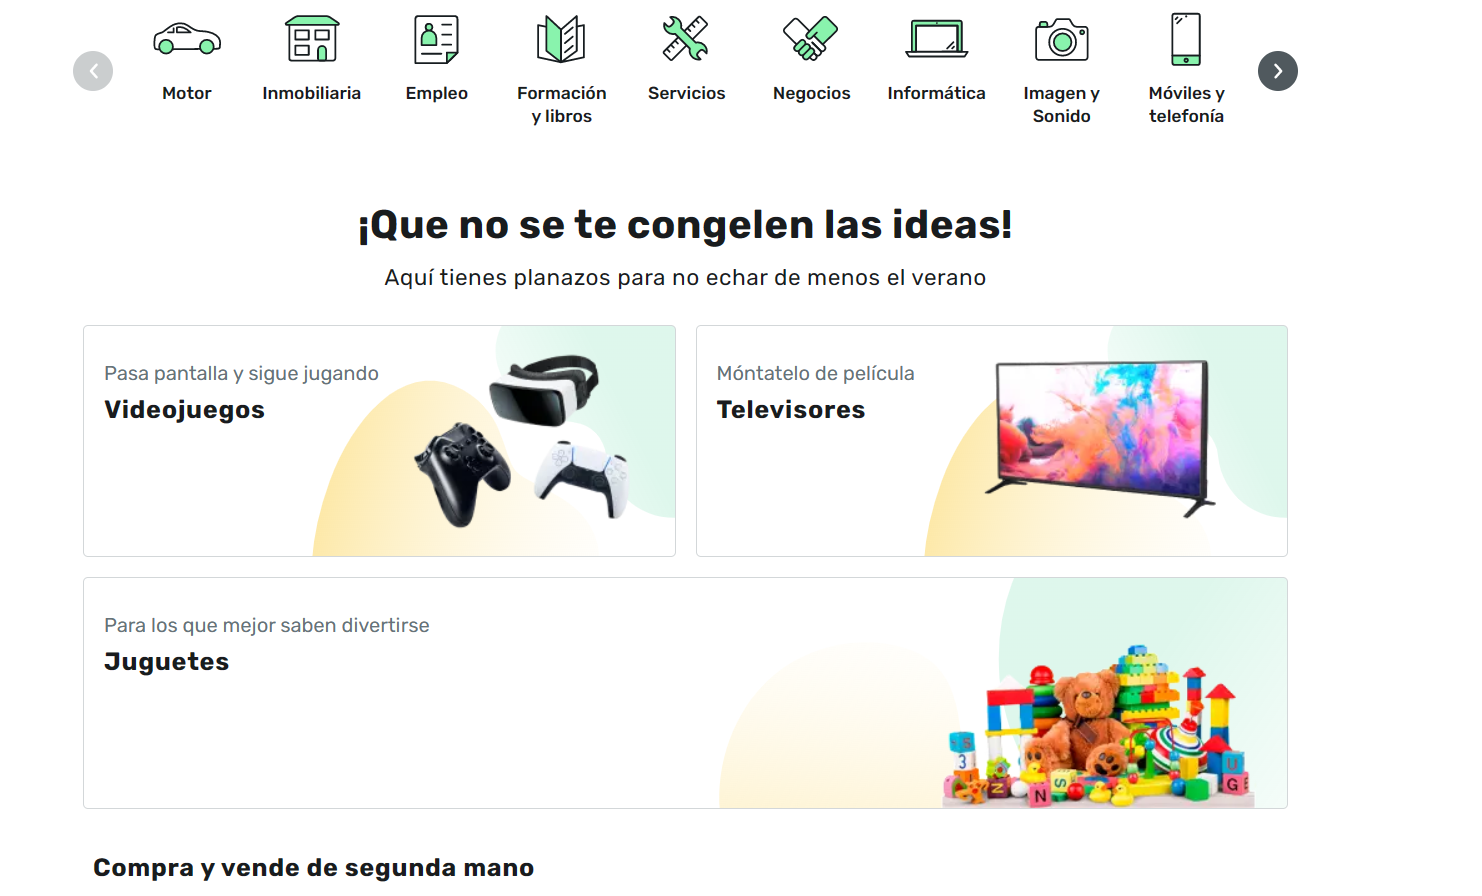 Motor
Inmobiliaria
Empleo
Formación
y libros
Servicios
Negocios
Informática
Imagen y
Sonido
Móviles y
telefonía
¡Que no se te congelen las ideas!
Aquí tienes planazos para no echar de menos el verano
Pasa pantalla y sigue jugando
Videojuegos
Móntatelo de película
Televisores
Para los que mejor saben divertirse
Juguetes
S
3
N
N
S
U
G
Compra y vende de segunda mano